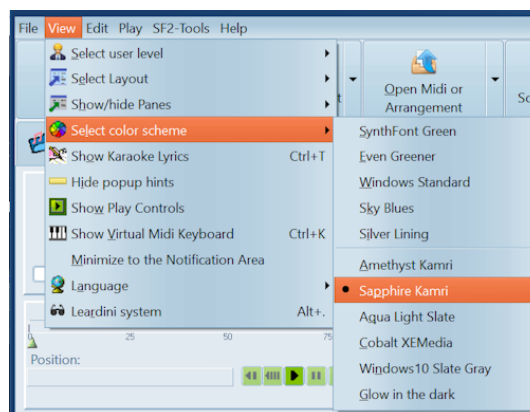 File View Edit Play SF2-Tools Help
Select user level
Select Layout
Show/hide Panes
Select color scheme
Show Karaoke Lyrics Ctrl+T
Hide popup hints
Show Play Controls
Show Virtual Midi Keyboard Ctrl+K
Minimize to the Notification Area
Language
Leardini system Alt+.
Open Midi or
Arrangement
SynthFont Green
Even Greener
Windows Standard
Sky Blues
Silver Lining
Amethyst Kamri
Sapphire Kamri
Aqua Light Slate
Cobalt XEMedia
Windows10 Slate Gray
Glow in the dark
0 25 50 75
Position: